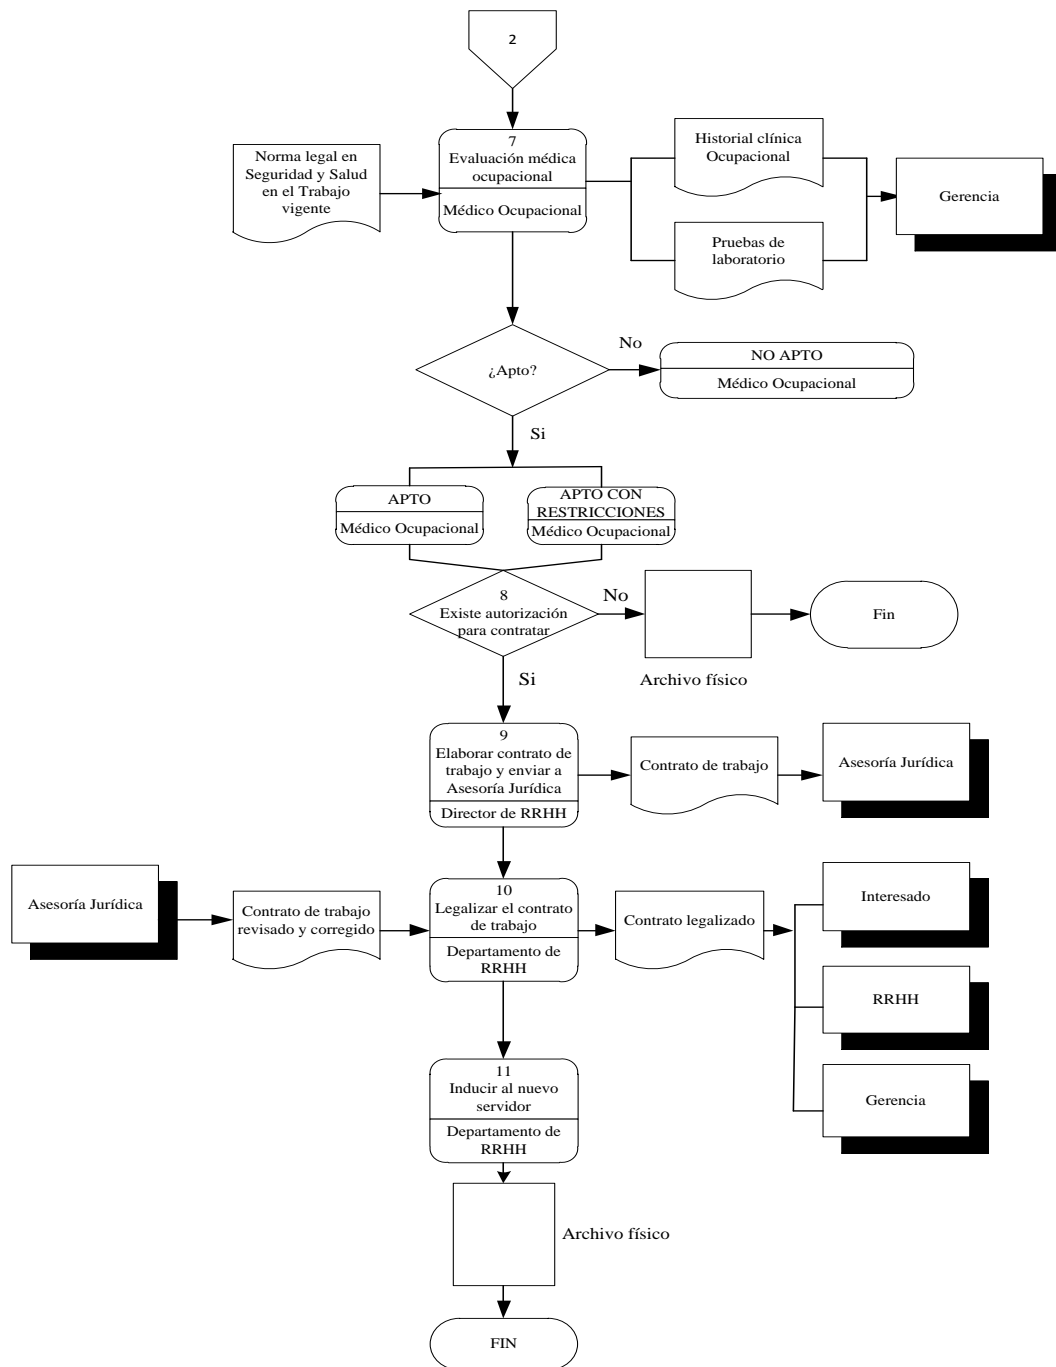 2
7
Evaluación médica
ocupacional
Médico Ocupacional
Norma legal en
Seguridad y Salud
en el Trabajo
vigente
Historial clínica
Ocupacional
Pruebas de
laboratorio
Gerencia
¿Apto?
No
NO APTO
Médico Ocupacional
Si
APTO
Médico Ocupacional
APTO CON
RESTRICCIONES
Médico Ocupacional
8
Existe autorización
para contratar
No
Archivo físico
Fin
Si
9
Elaborar contrato de
trabajo y enviar a
Asesoría Jurídica
Director de RRHH
Contrato de trabajo
Asesoría Jurídica
Asesoría Jurídica
Contrato de trabajo
revisado y corregido
10
Legalizar el contrato
de trabajo
Departamento de
RRHH
Contrato legalizado
Interesado
RRHH
Gerencia
11
Inducir al nuevo
servidor
Departamento de
RRHH
Archivo físico
FIN